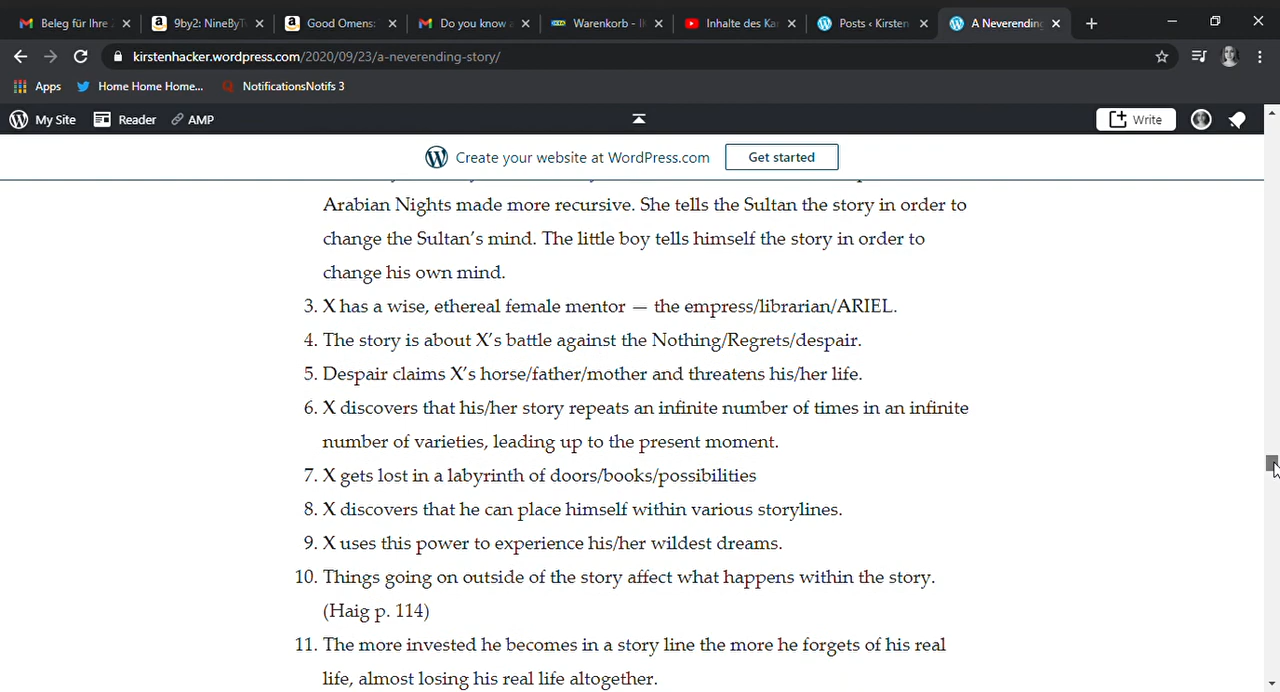 Beleg für Ihre
9by2: NineByT
Good Omens:
Do you know a
Warenkorb - I
Inhalte des Ka
Posts ‹ Kirsten
A Neverending
kirstenhacker.wordpress.com/2020/09/23/a-neverending-story/
Apps
Home Home Home...
NotificationsNotifs 3
My Site
Reader
AMP
Write
Create your website at WordPress.com
Get started
Arabian Nights made more recursive. She tells the Sultan the story in order to
change the Sultan's mind. The little boy tells himself the story in order to
change his own mind.
3. X has a wise, ethereal female mentor — the empress/librarian/ARIEL.
4. The story is about X's battle against the Nothing/Regrets/despair.
5. Despair claims X's horse/father/mother and threatens his/her life.
6. X discovers that his/her story repeats an infinite number of times in an infinite
number of varieties, leading up to the present moment.
7. X gets lost in a labyrinth of doors/books/possibilities
8. X discovers that he can place himself within various storylines.
9. X uses this power to experience his/her wildest dreams.
10. Things going on outside of the story affect what happens within the story.
(Haig p. 114)
11. The more invested he becomes in a story line the more he forgets of his real
life, almost losing his real life altogether.